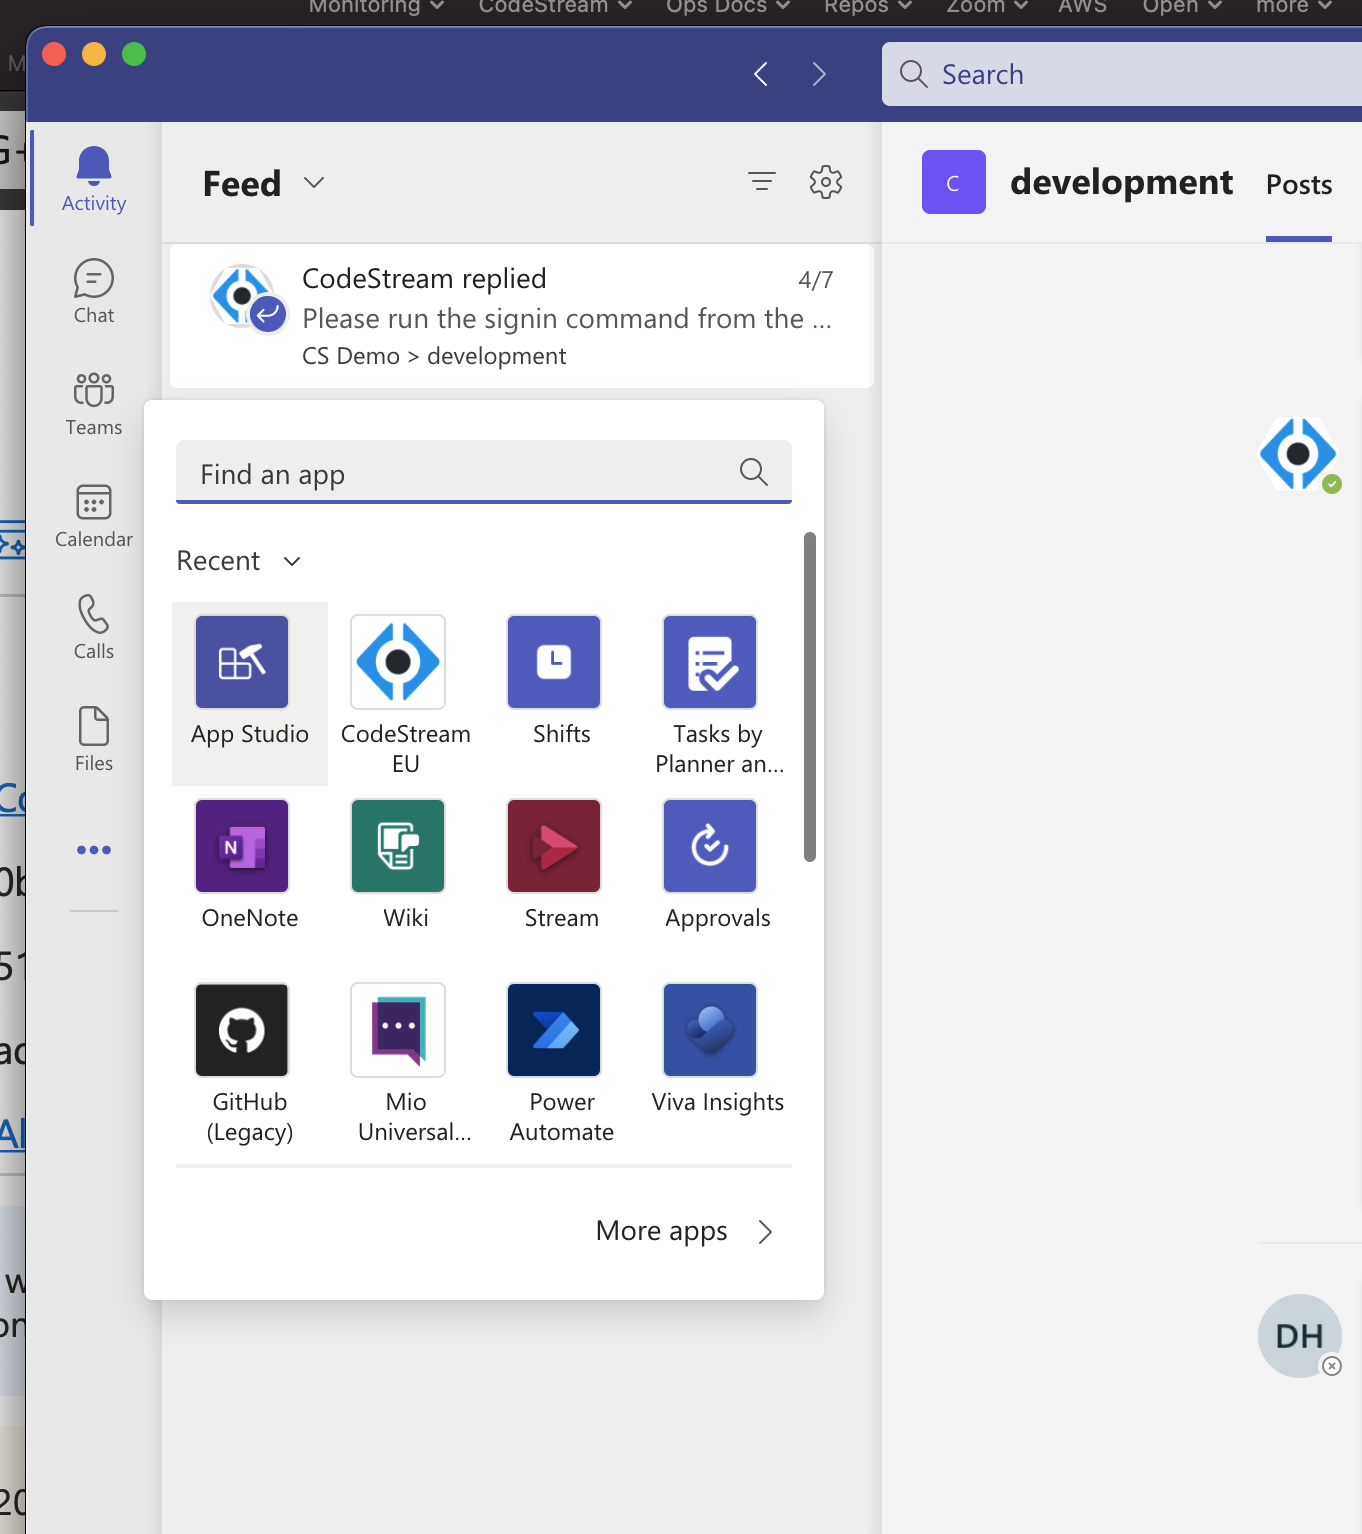 Monitoring
CodeStream
Ops Docs
Repos
Zoom
AWS
Open
more
Search
Activity
Chat
Teams
Calendar
Calls
Files
Feed
CodeStream replied
4/7
Please run the signin command from the ...
CS Demo > development
C
development
Posts
Find an app
Recent
App Studio
CodeStream
EU
Shifts
Tasks by
Planner an...
N
OneNote
Wiki
Stream
Approvals
GitHub
(Legacy)
Mio
Universal...
Power
Automate
Viva Insights
More apps
DH